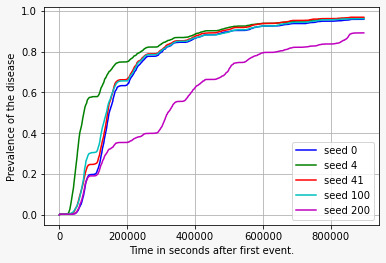 1.0
0.8
0.6
0.4
0.2
0.0
Prevalence of the disease
seed 0
seed 4
seed 41
seed 100
seed 200
0 200000 400000 600000 800000
Time in seconds after first event.